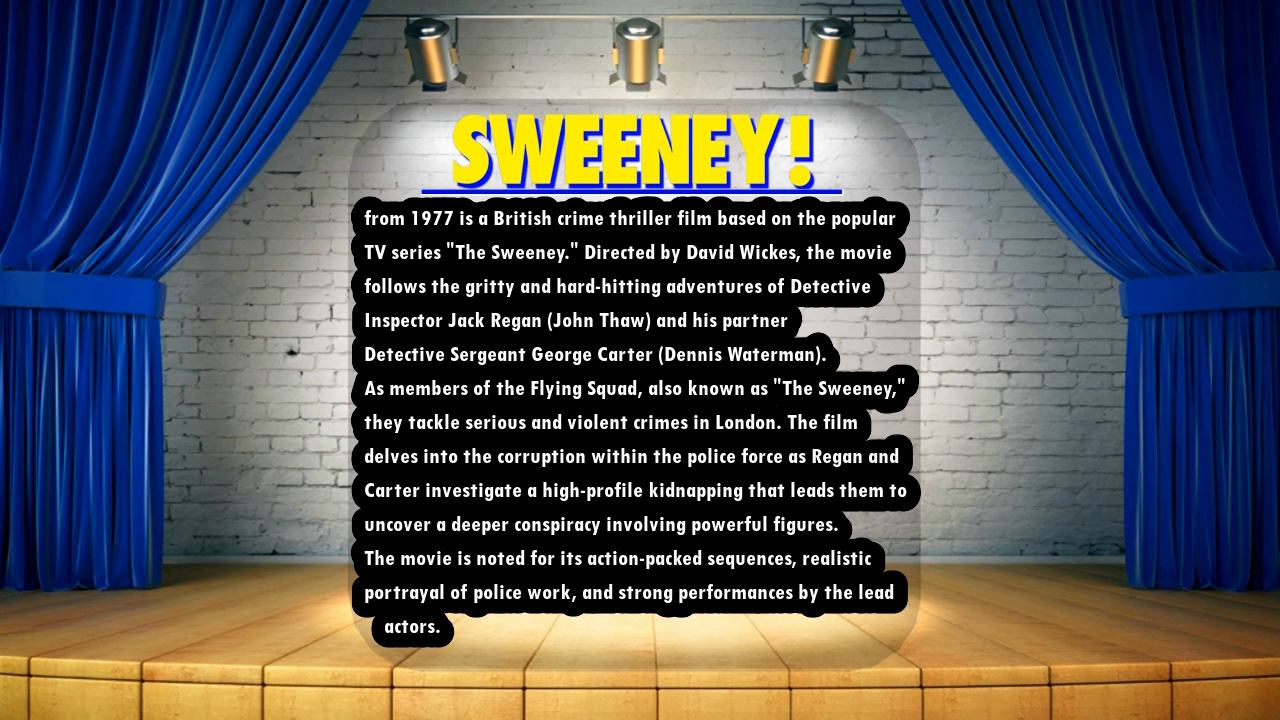 SWEENEY!
from 1977 is a British crime thriller film based on the popular
TV series "The Sweeney." Directed by David Wickes, the movie
follows the gritty and hard-hitting adventures of Detective
Inspector Jack Regan (John Thaw) and his partner
Detective Sergeant George Carter (Dennis Waterman).
As members of the Flying Squad, also known as "The Sweeney,"
they tackle serious and violent crimes in London. The film
delves into the corruption within the police force as Regan and
Carter investigate a high-profile kidnapping that leads them to
uncover a deeper conspiracy involving powerful figures.
The movie is noted for its action-packed sequences, realistic
portrayal of police work, and strong performances by the lead
actors.